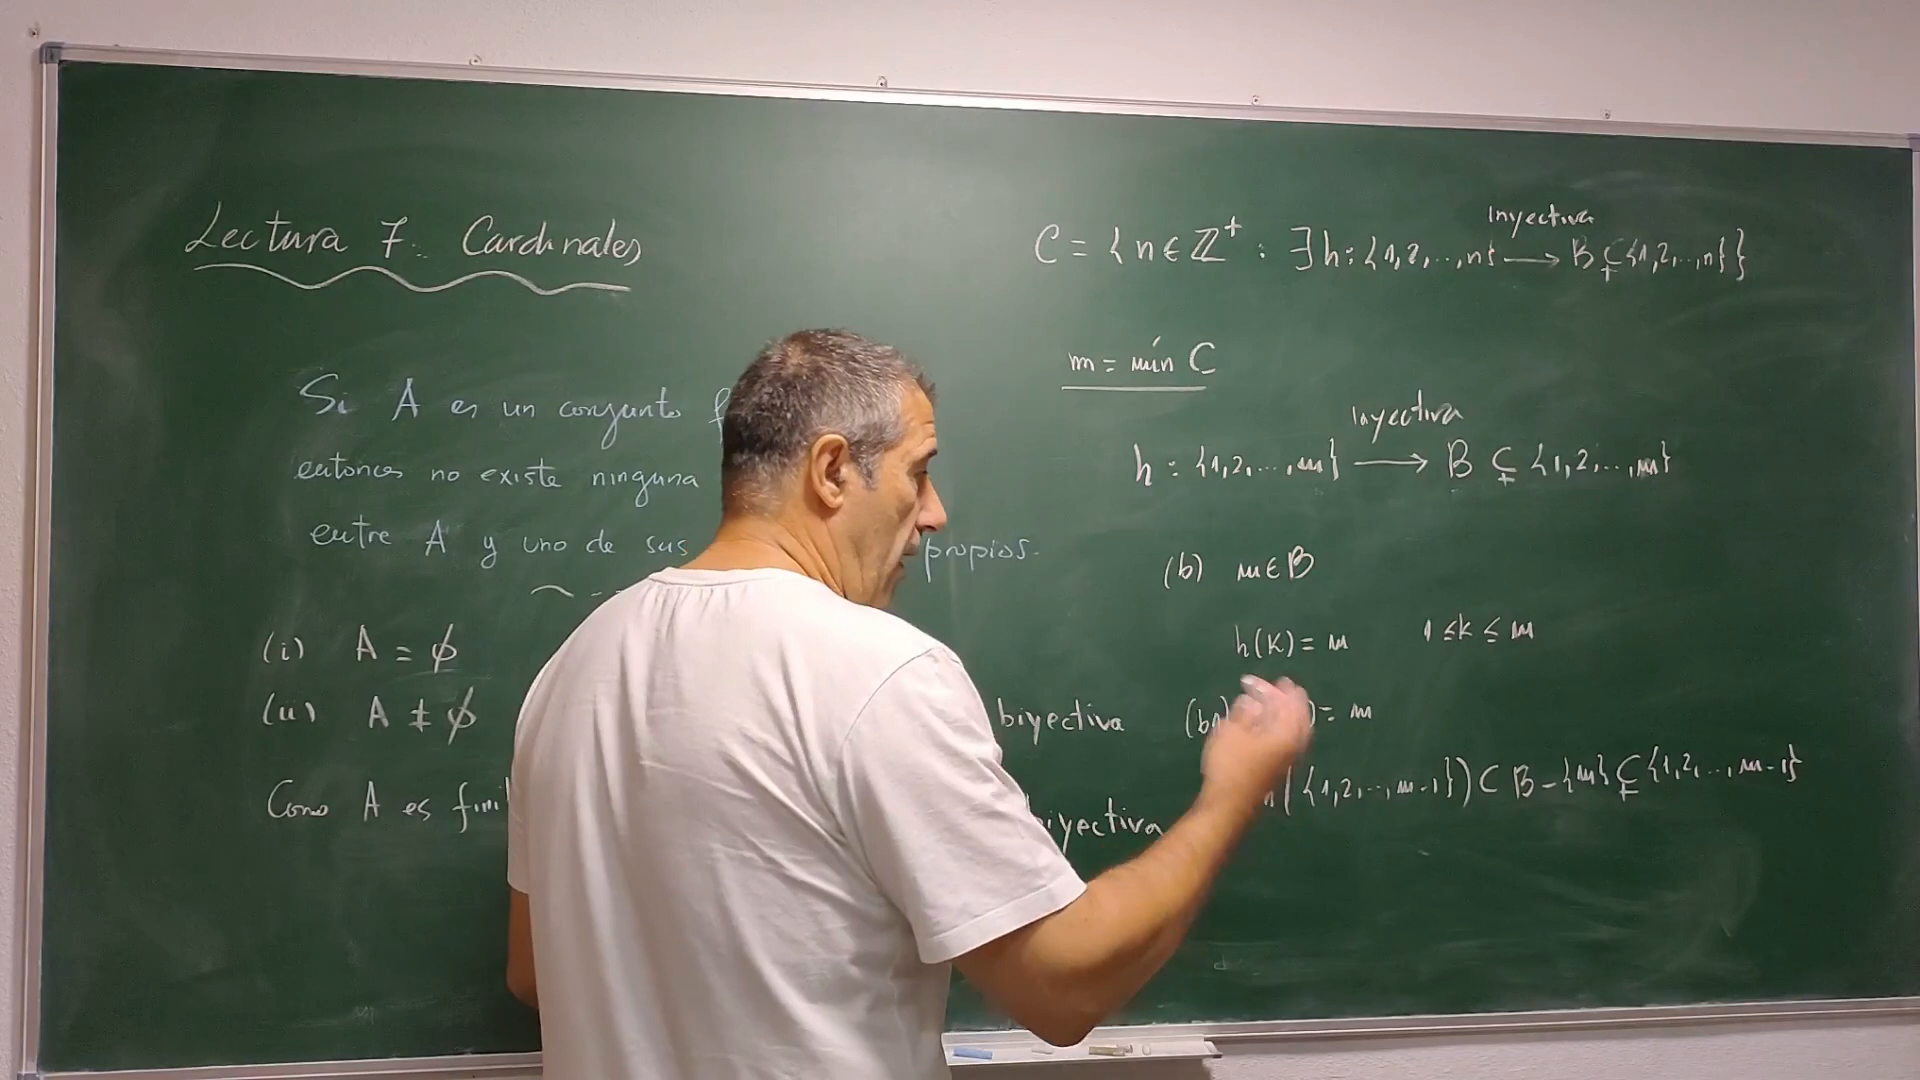 Lectura 7: Cardinales
Si A es un conjunto
entonces no existe ninguna
entre A y uno de sus propios.
(i) A = ∅
(ii) A ≠ ∅ biyectiva
Como A es biyectiva
inyectiva
C = { n ∈ ℤ⁺ : ∃ h : {1,2,...,n} ⟶ B ⊊ {1,2,...,n} }
m = mín C
inyectiva
h : {1,2,...,m} ⟶ B ⊊ {1,2,...,m}
(b) m ∈ B
h(k) = m 1 ≤ k ≤ m
(b1) ) = m
h({1,2,...,m-1}) ⊂ B - {m} ⊊ {1,2,...,m-1}